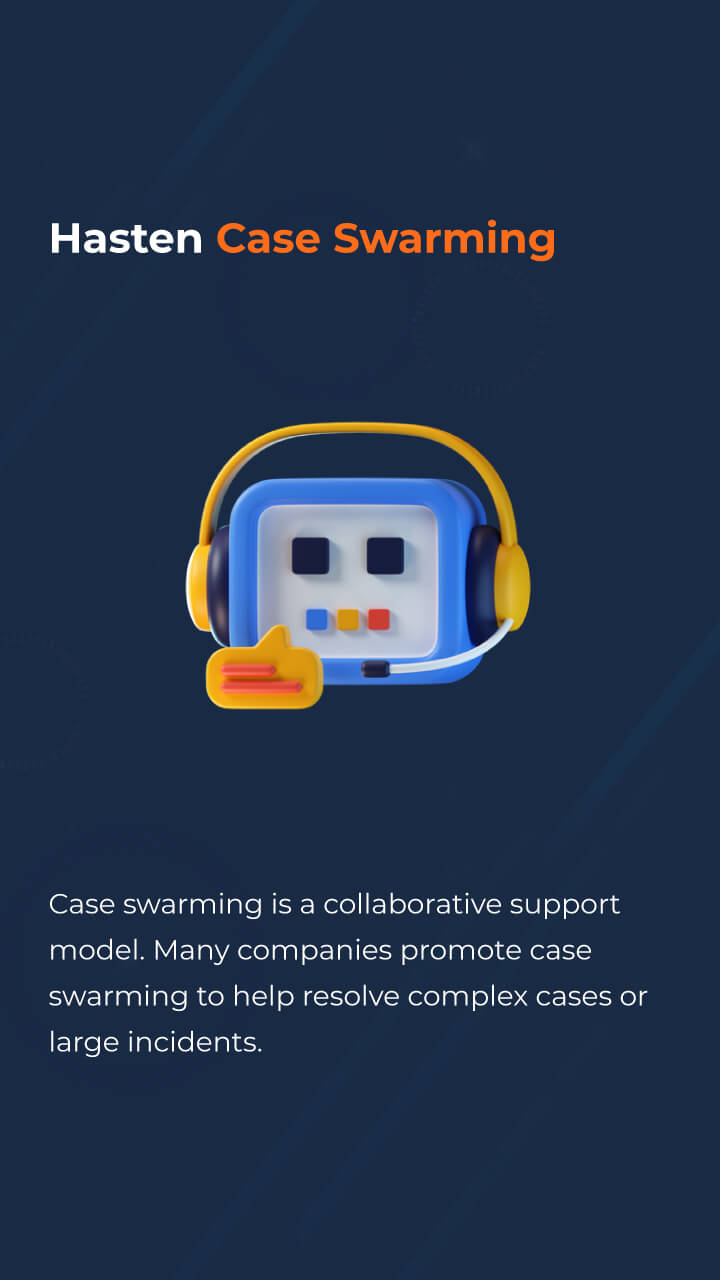 Hasten Case Swarming
Case swarming is a collaborative support
model. Many companies promote case
swarming to help resolve complex cases or
large incidents.